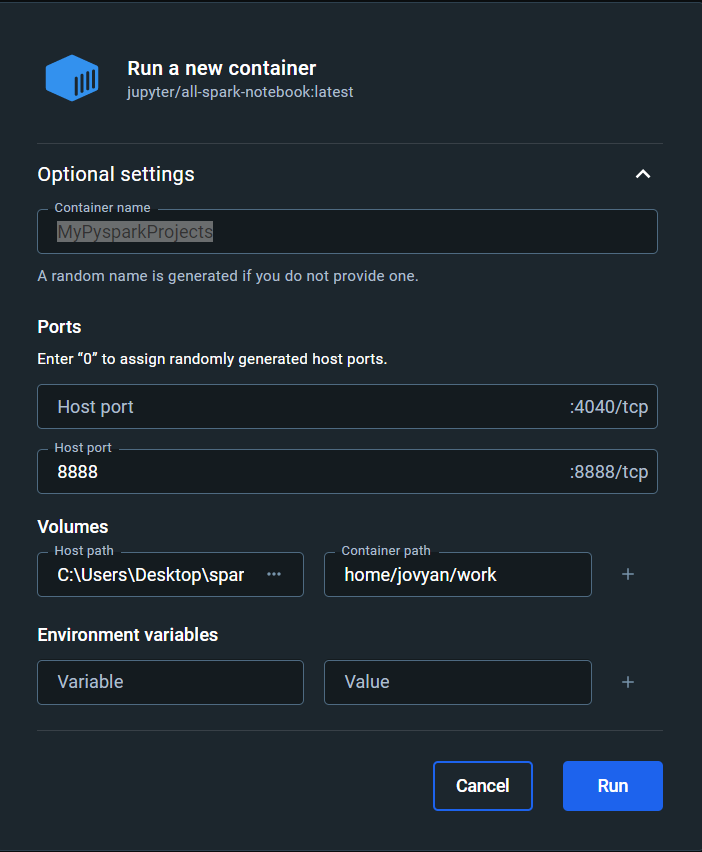 Run a new container
jupyter/all-spark-notebook:latest
Optional settings
Container name
MyPysparkProjects
A random name is generated if you do not provide one.
Ports
Enter “0” to assign randomly generated host ports.
Host port :4040/tcp
Host port
8888 :8888/tcp
Volumes
Host path Container path
C:\Users\Desktop\spar ··· home/jovyan/work +
Environment variables
Variable Value +
Cancel Run